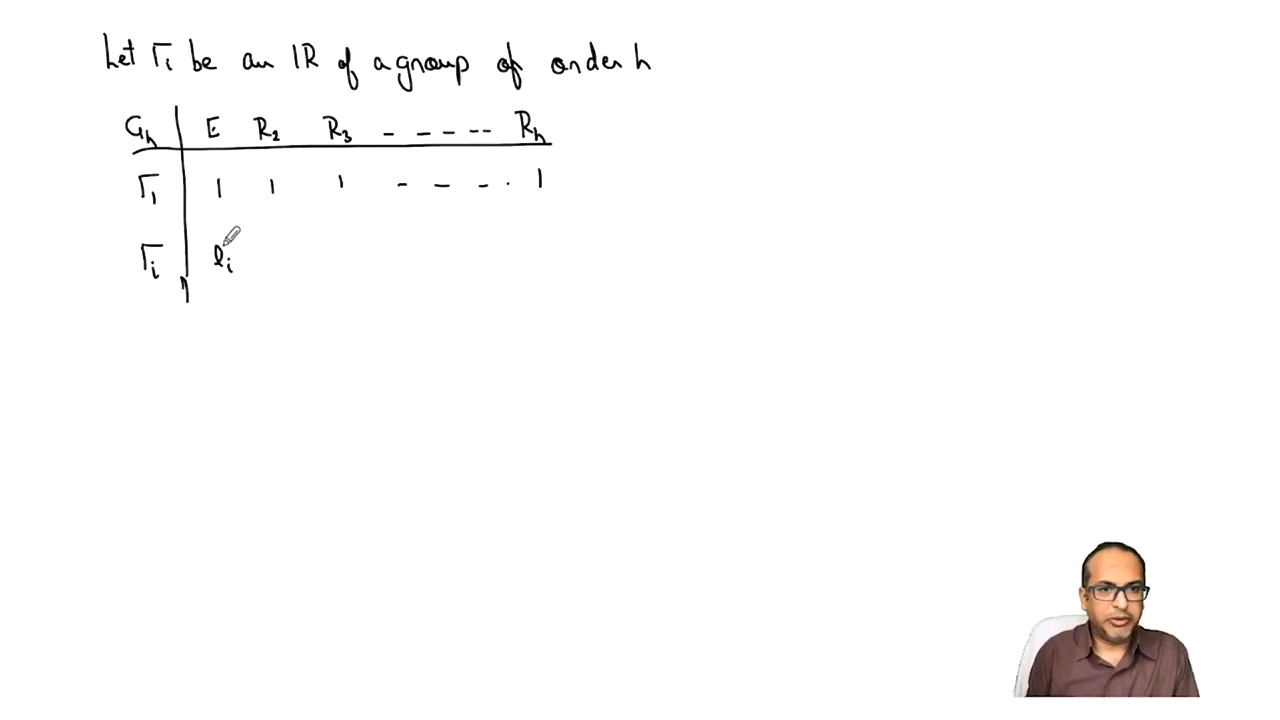 Let Γi be an IR of a group of order h
Gh E R2 R3 - - - - -- Rh
Γ1 1 1 1 - - - . 1
Γi li